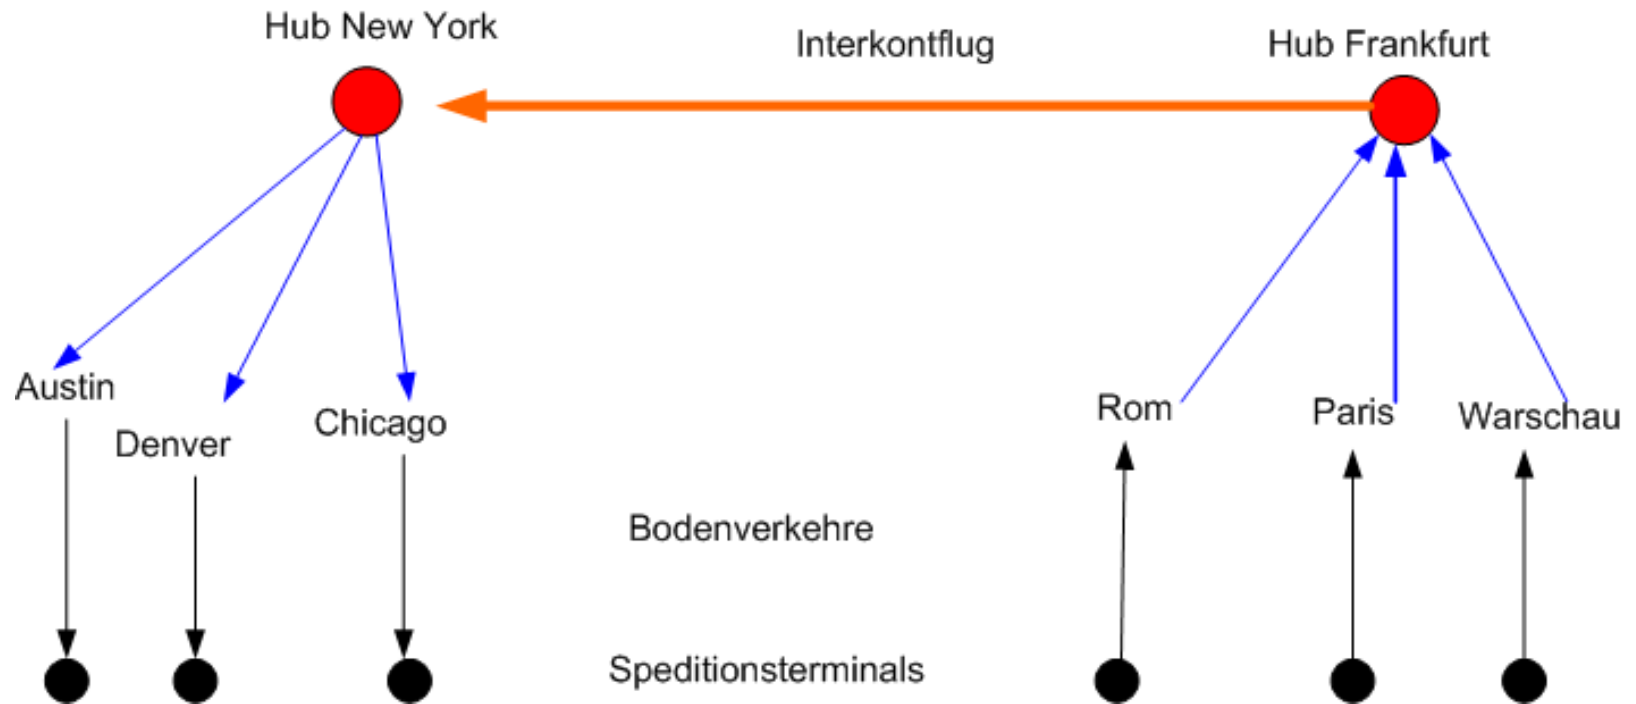 Hub New York
Interkontflug
Hub Frankfurt
Austin
Denver
Chicago
Rom
Paris
Warschau
Bodenverkehre
Speditionsterminals